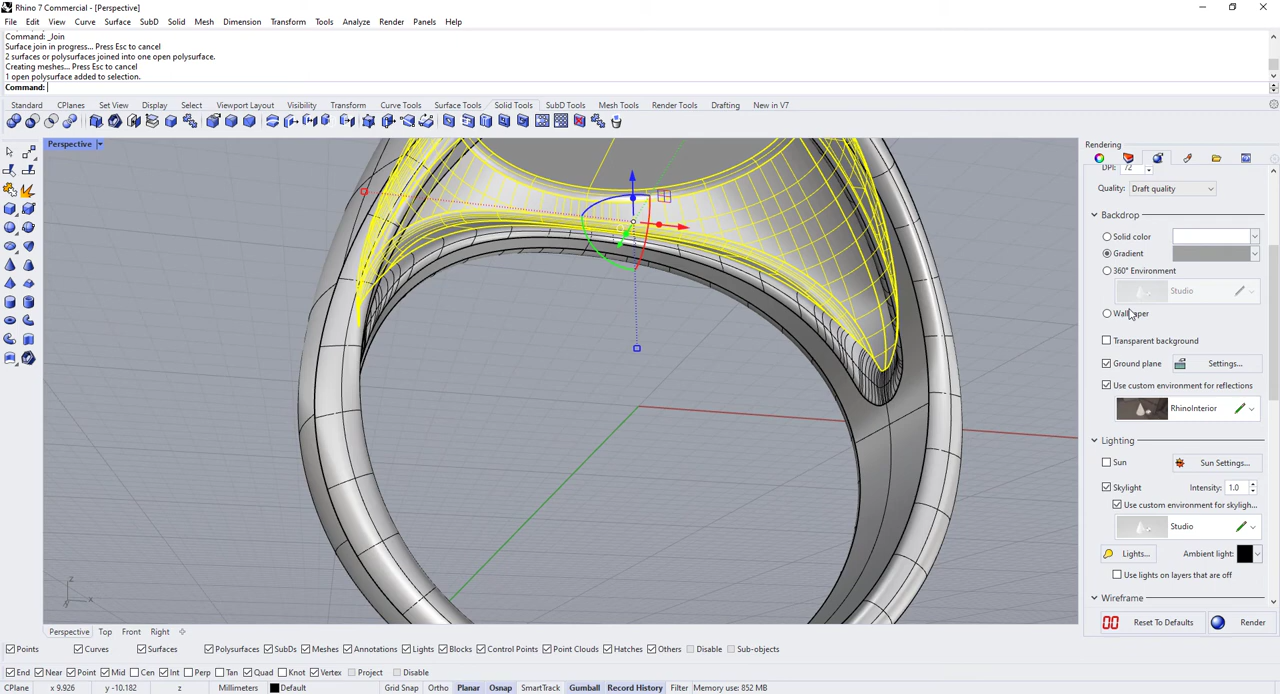 Rhino 7 Commercial - [Perspective]
File Edit View Curve Surface SubD Solid Mesh Dimension Transform Tools Analyze Render Panels Help
Command: _Join
Surface join in progress... Press Esc to cancel
2 surfaces or polysurfaces joined into one open polysurface.
Creating meshes... Press Esc to cancel
1 open polysurface added to selection.
Command:
Standard CPlanes Set View Display Select Viewport Layout Visibility Transform Curve Tools Surface Tools Solid Tools SubD Tools Mesh Tools Render Tools Drafting New in V7
Perspective
Rendering
DPI: 72
Quality: Draft quality
Backdrop
Solid color
Gradient
360° Environment
Studio
Wallpaper
Transparent background
Ground plane Settings...
Use custom environment for reflections
RhinoInterior
Lighting
Sun Sun Settings...
Skylight Intensity: 1.0
Use custom environment for skyligh...
Studio
Lights... Ambient light:
Use lights on layers that are off
Wireframe
Reset To Defaults Render
z
x
Perspective Top Front Right
Points Curves Surfaces Polysurfaces SubDs Meshes Annotations Lights Blocks Control Points Point Clouds Hatches Others Disable Sub-objects
End Near Point Mid Cen Int Perp Tan Quad Knot Vertex Project Disable
CPlane x 9.926 y -10.182 z Millimeters Default Grid Snap Ortho Planar Osnap SmartTrack Gumball Record History Filter Memory use: 852 MB